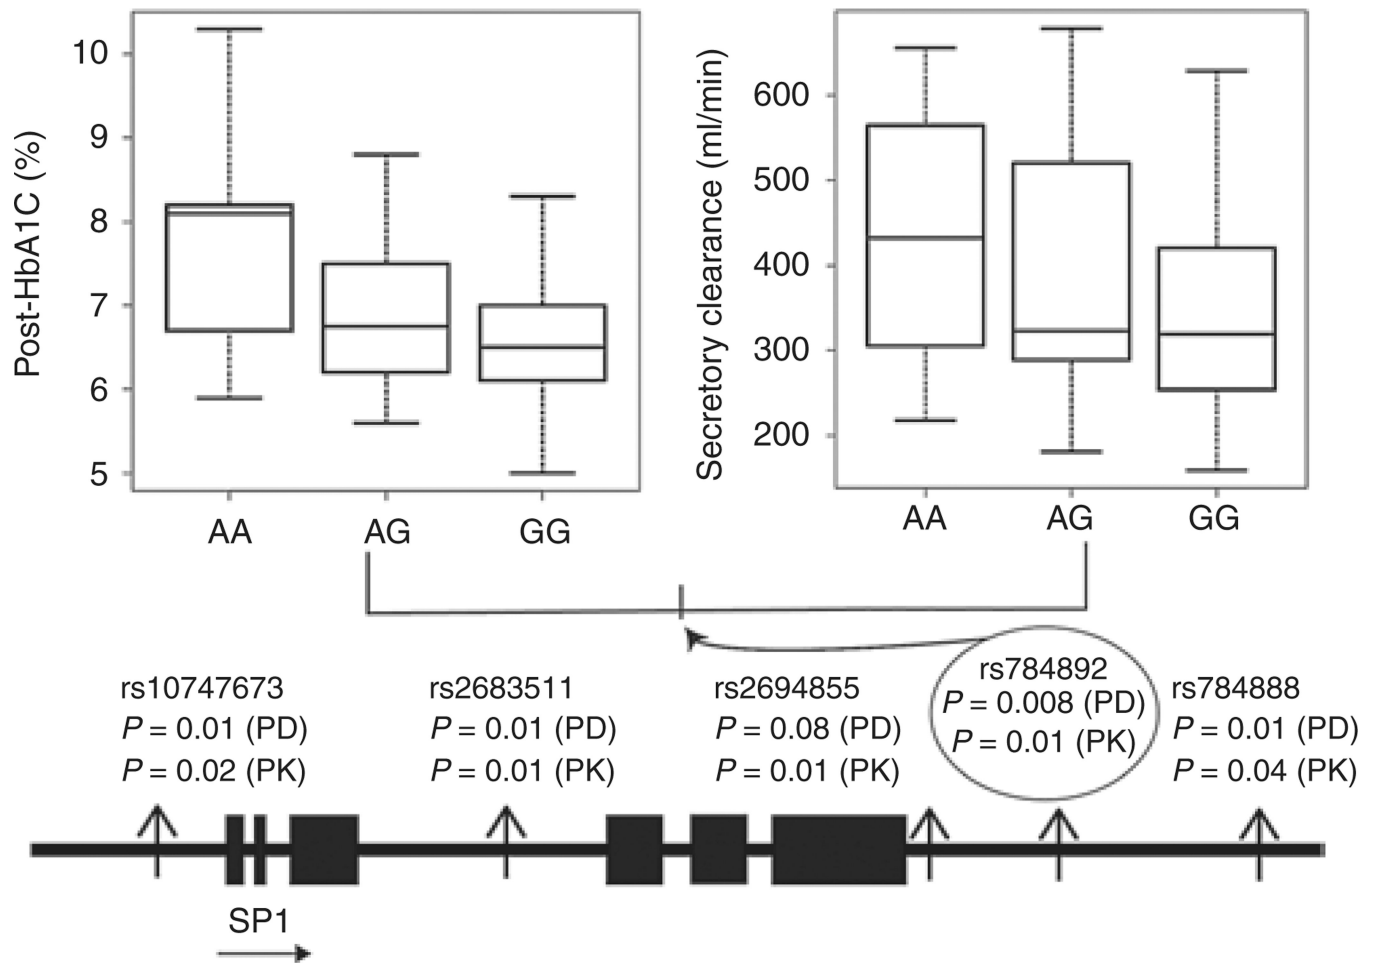 Post-HbA1C (%)
10
9
8
7
6
5
AA AG GG
Secretory clearance (ml/min)
600
500
400
300
200
AA AG GG
rs10747673
P = 0.01 (PD)
P = 0.02 (PK)
rs2683511
P = 0.01 (PD)
P = 0.01 (PK)
rs2694855
P = 0.08 (PD)
P = 0.01 (PK)
rs784892
P = 0.008 (PD)
P = 0.01 (PK)
rs784888
P = 0.01 (PD)
P = 0.04 (PK)
SP1